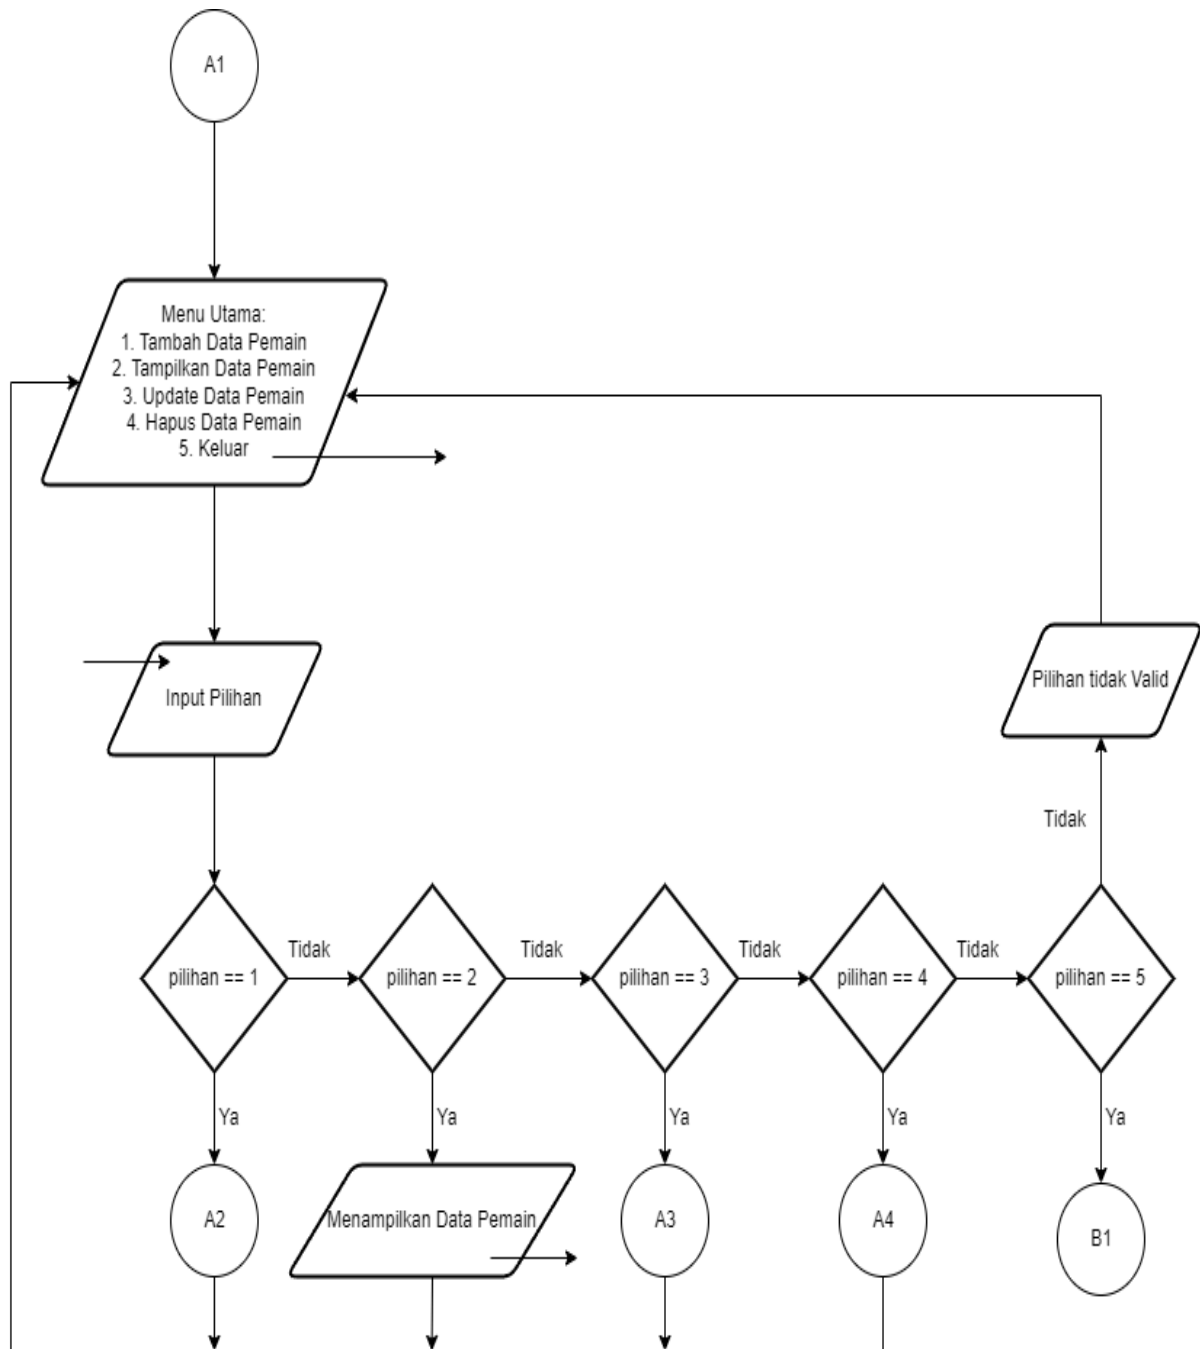 A1
Menu Utama:
1. Tambah Data Pemain
2. Tampilkan Data Pemain
3. Update Data Pemain
4. Hapus Data Pemain
5. Keluar
Input Pilihan
Pilihan tidak Valid
Tidak
pilihan == 1
Tidak
pilihan == 2
Tidak
pilihan == 3
Tidak
pilihan == 4
Tidak
pilihan == 5
Ya
Ya
Ya
Ya
Ya
A2
Menampilkan Data Pemain
A3
A4
B1